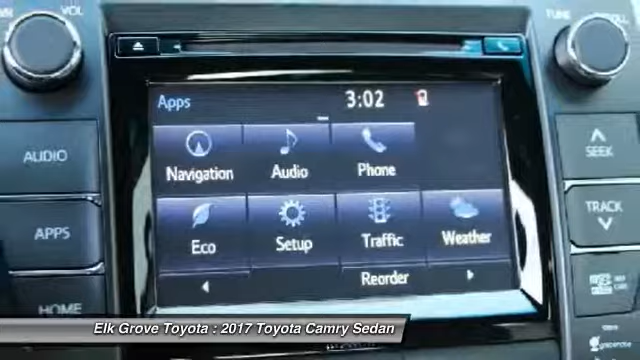 VOL
TUNE SCROLL
Apps 3:02
AUDIO
Navigation Audio Phone
SEEK
APPS
Eco Setup Traffic Weather
TRACK
Reorder
HOME
Elk Grove Toyota : 2017 Toyota Camry Sedan